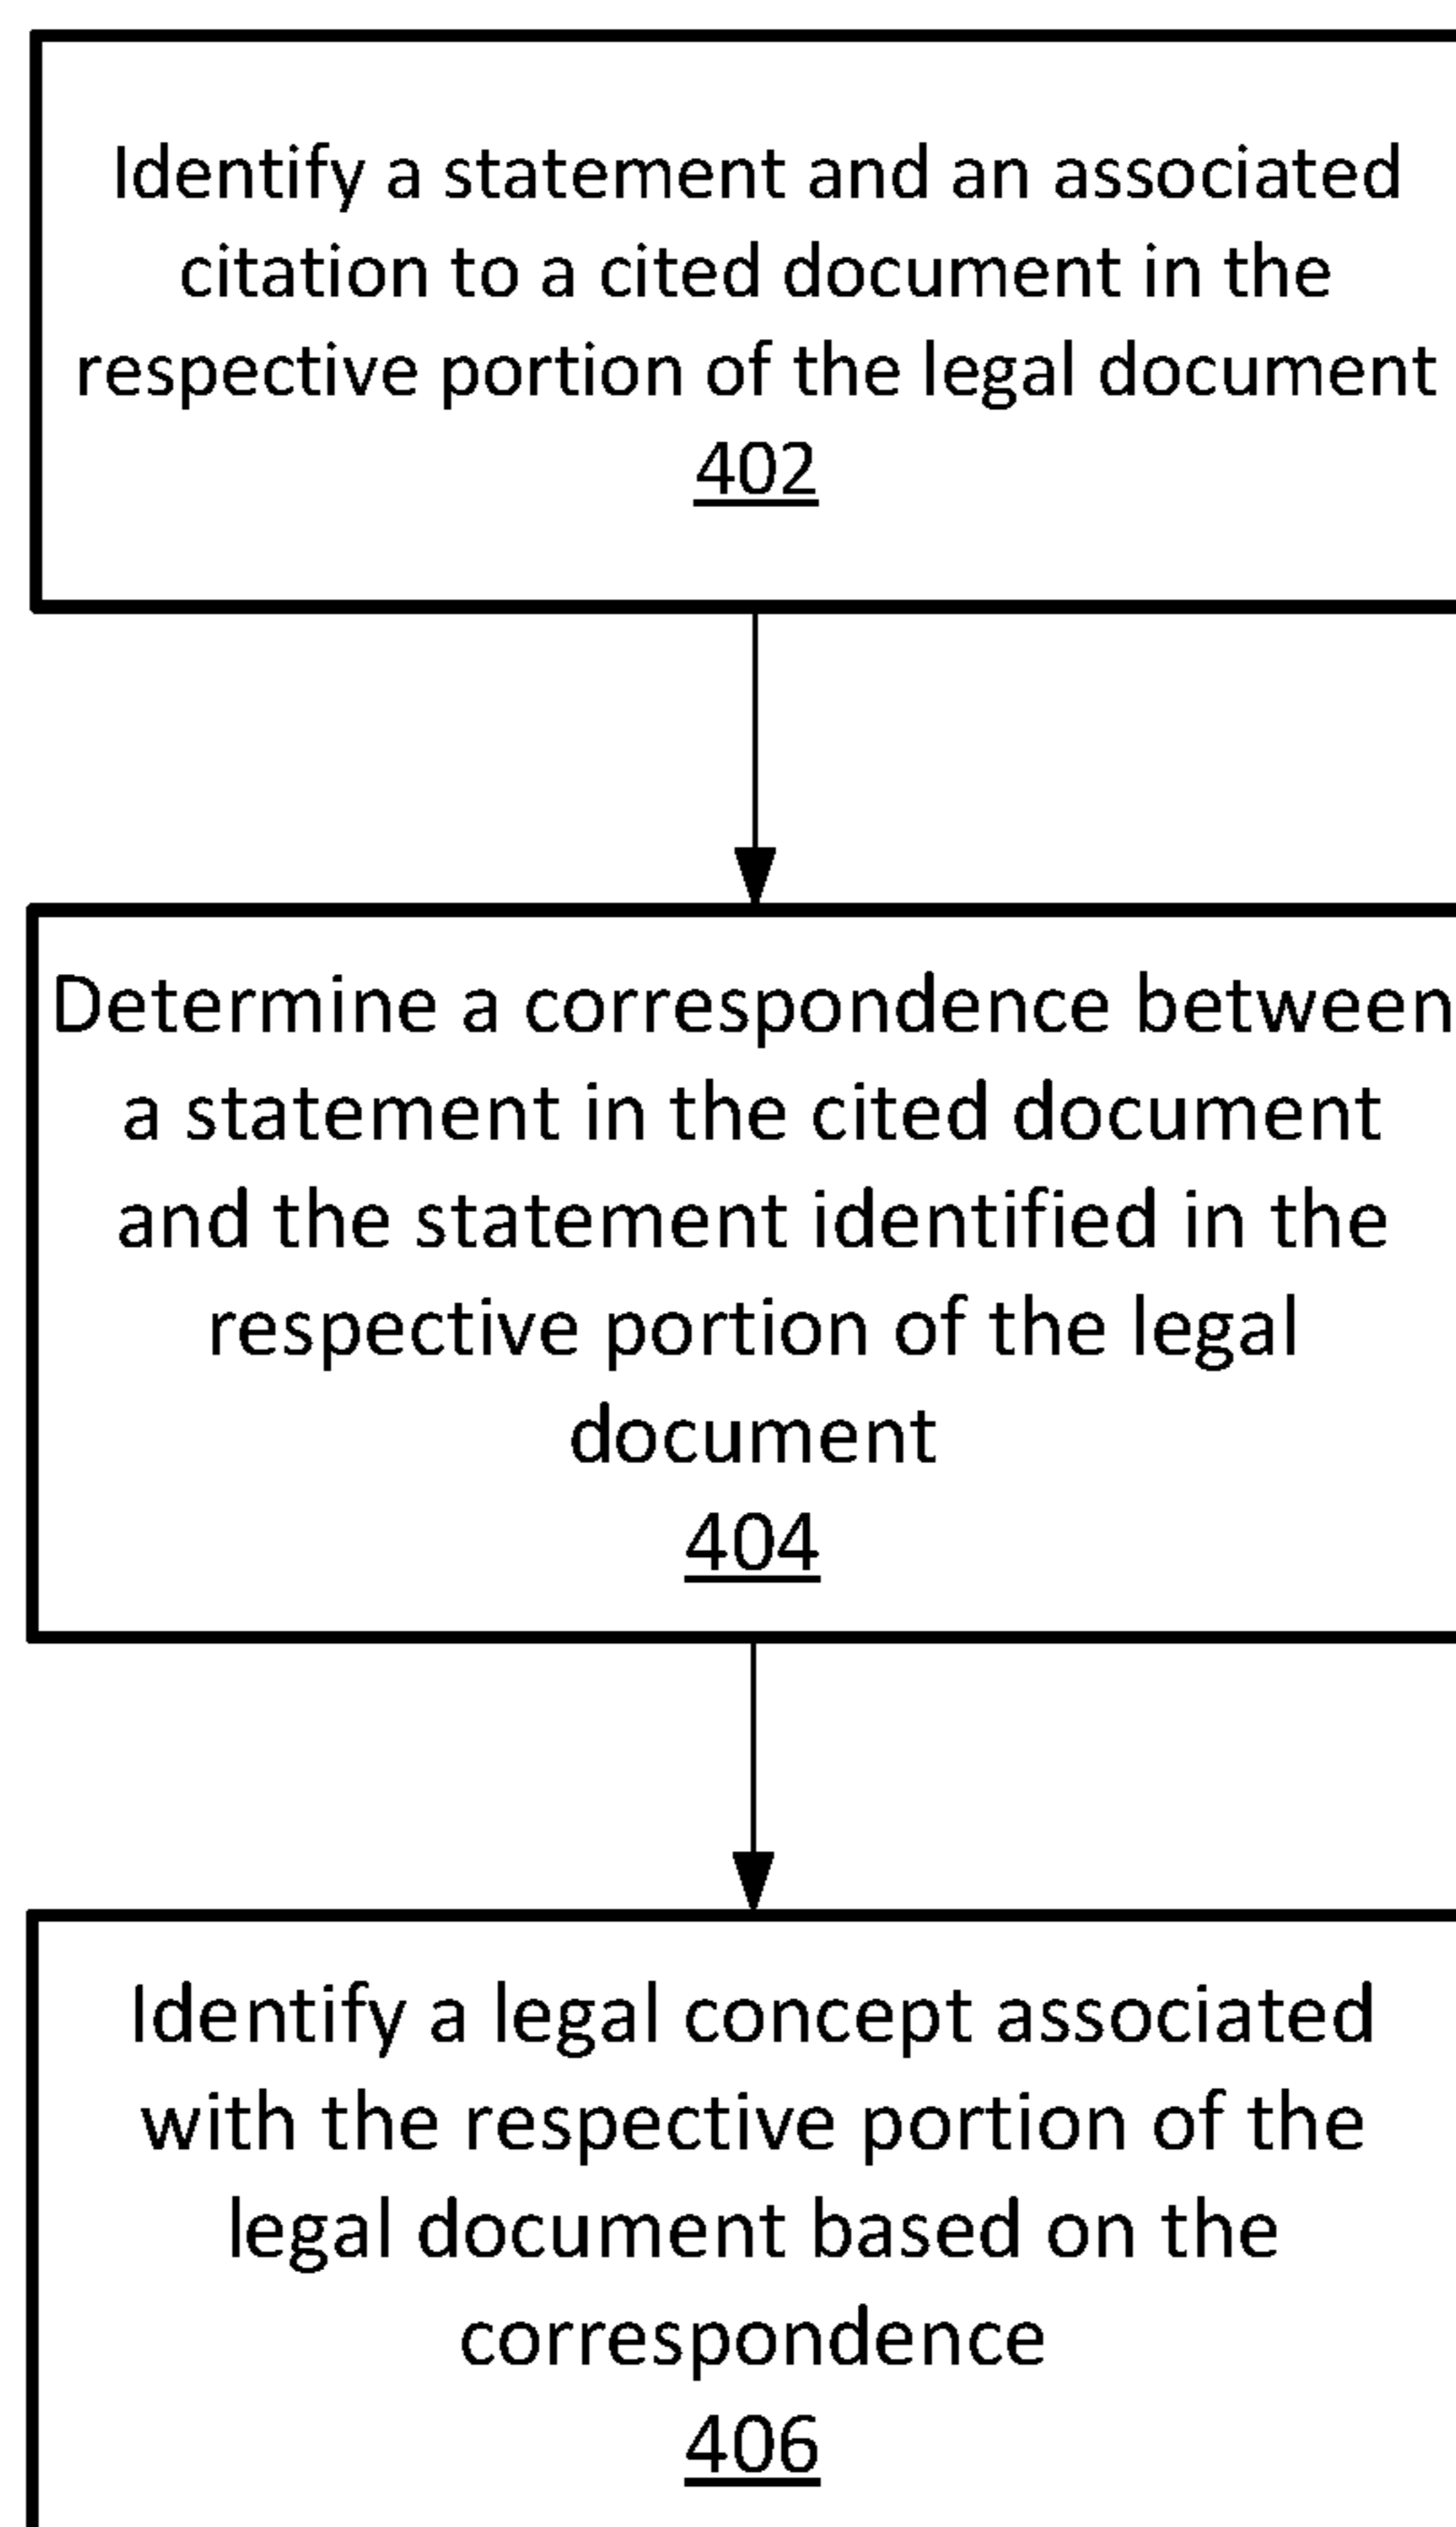 Identify a statement and an associated
citation to a cited document in the
respective portion of the legal document
402
Determine a correspondence between
a statement in the cited document
and the statement identified in the
respective portion of the legal
document
404
Identify a legal concept associated
with the respective portion of the
legal document based on the
correspondence
406